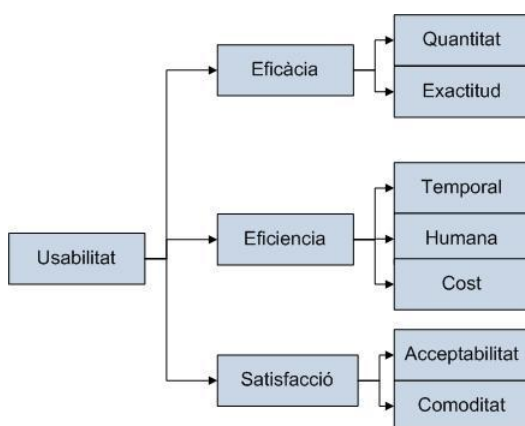 Usabilitat
Eficàcia
Quantitat
Exactitud
Eficiencia
Temporal
Humana
Cost
Satisfacció
Acceptabilitat
Comoditat